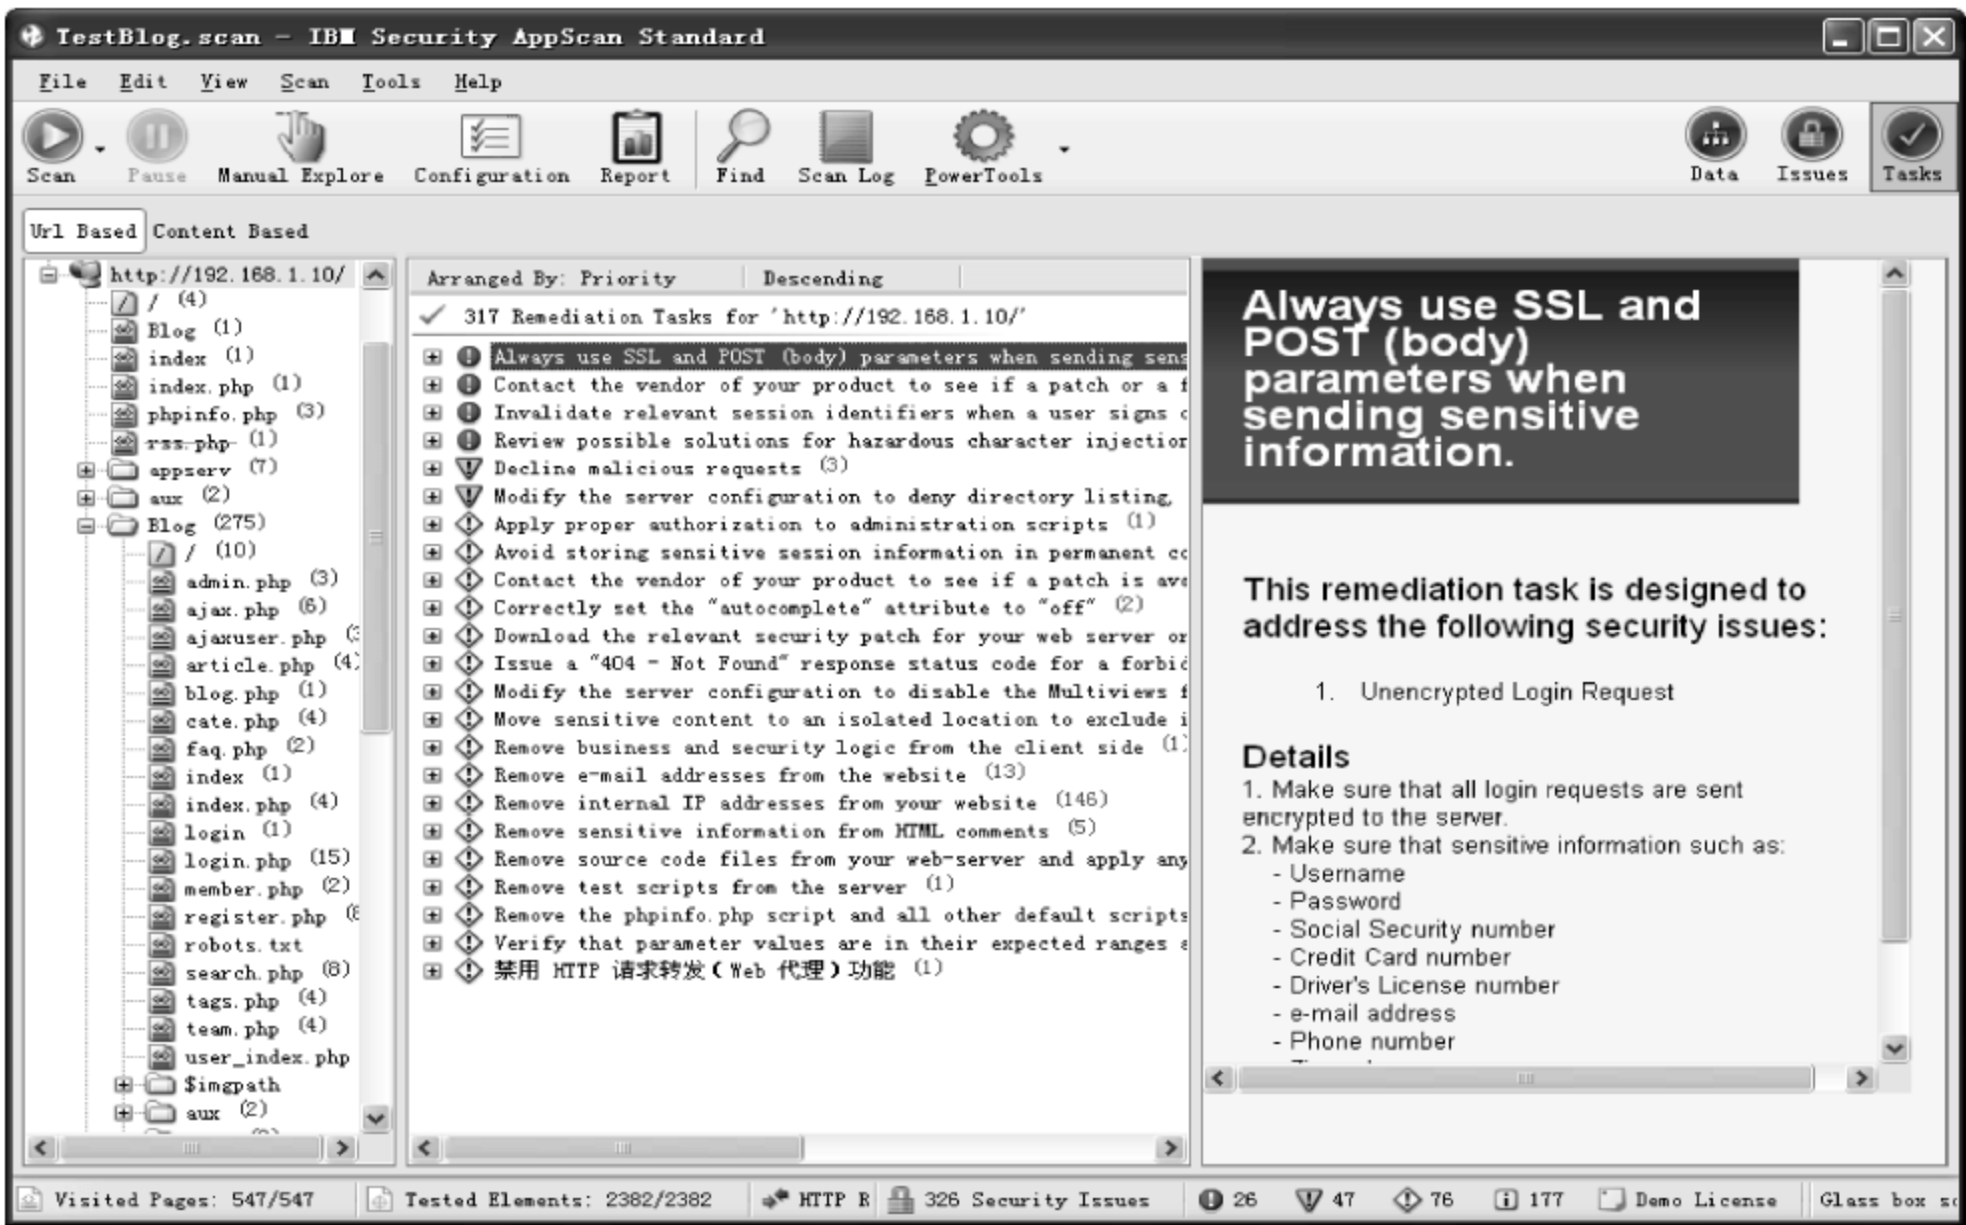 TestBlog.scan - IBM Security AppScan Standard
File Edit View Scan Tools Help
Scan Pause Manual Explore Configuration Report Find Scan Log PowerTools Data Issues Tasks
Url Based Content Based
http://192.168.1.10/
/ (4)
Blog (1)
index (1)
index.php (1)
phpinfo.php (3)
rss.php (1)
appserv (7)
aux (2)
Blog (275)
/ (10)
admin.php (3)
ajax.php (6)
ajaxuser.php
article.php (4)
blog.php (1)
cate.php (4)
faq.php (2)
index (1)
index.php (4)
login (1)
login.php (15)
member.php (2)
register.php
robots.txt
search.php (8)
tags.php (4)
team.php (4)
user_index.php
$imgpath
aux (2)
Arranged By: Priority Descending
317 Remediation Tasks for 'http://192.168.1.10/'
Always use SSL and POST (body) parameters when sending sens
Contact the vendor of your product to see if a patch or a f
Invalidate relevant session identifiers when a user signs
Review possible solutions for hazardous character injection
Decline malicious requests (3)
Modify the server configuration to deny directory listing,
Apply proper authorization to administration scripts (1)
Avoid storing sensitive session information in permanent co
Contact the vendor of your product to see if a patch is ava
Correctly set the "autocomplete" attribute to "off" (2)
Download the relevant security patch for your web server or
Issue a "404 - Not Found" response status code for a forbid
Modify the server configuration to disable the Multiviews f
Move sensitive content to an isolated location to exclude i
Remove business and security logic from the client side (1)
Remove e-mail addresses from the website (13)
Remove internal IP addresses from your website (146)
Remove sensitive information from HTML comments (5)
Remove source code files from your web-server and apply any
Remove test scripts from the server (1)
Remove the phpinfo.php script and all other default scripts
Verify that parameter values are in their expected ranges a
禁用 HTTP 请求转发(Web 代理)功能 (1)
Always use SSL and
POST (body)
parameters when
sending sensitive
information.
This remediation task is designed to
address the following security issues:
1. Unencrypted Login Request
Details
1. Make sure that all login requests are sent
encrypted to the server.
2. Make sure that sensitive information such as:
- Username
- Password
- Social Security number
- Credit Card number
- Driver's License number
- e-mail address
- Phone number
Visited Pages: 547/547 Tested Elements: 2382/2382 HTTP R 326 Security Issues 26 47 76 177 Demo License Glass box sc